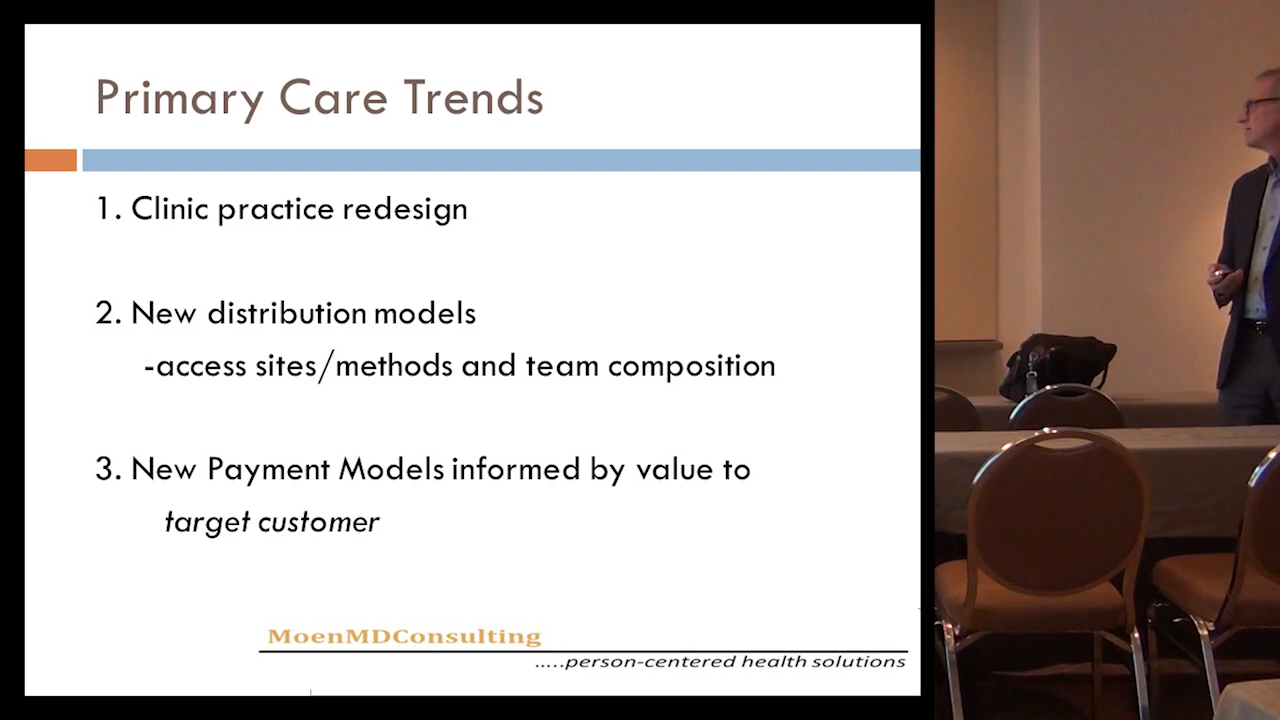 Primary Care Trends
1. Clinic practice redesign
2. New distribution models
-access sites/methods and team composition
3. New Payment Models informed by value to
target customer
MoenMDConsulting
.....person-centered health solutions